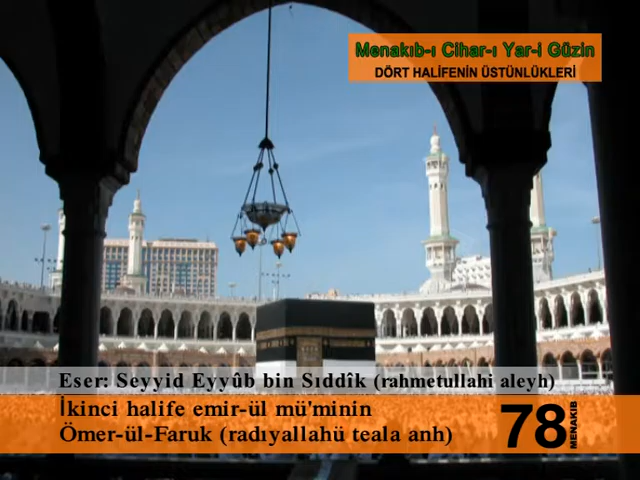 Menakıb-ı Cihar-ı Yar-i Güzin
DÖRT HALİFENİN ÜSTÜNLÜKLERİ
Eser: Seyyid Eyyûb bin Sıddîk (rahmetullahi aleyh)
İkinci halife emir-ül mü'minin
Ömer-ül-Faruk (radıyallahü teala anh)
78
MENAKIB